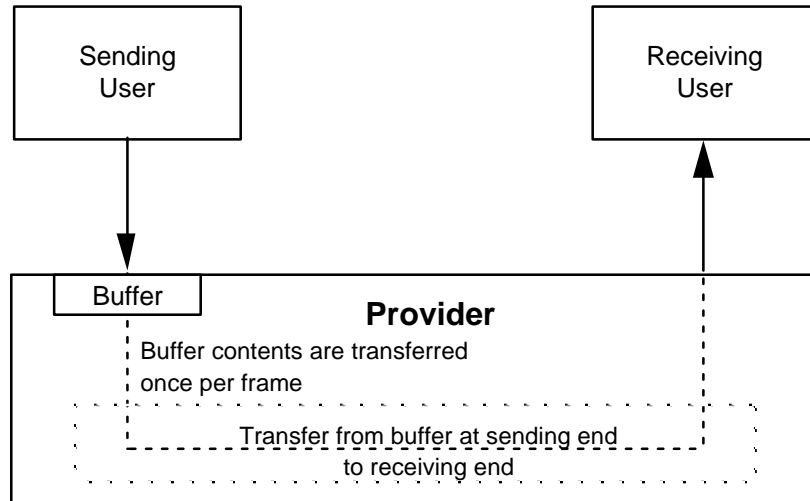 Sending
User
Receiving
User
Buffer
Provider
Buffer contents are transferred
once per frame
Transfer from buffer at sending end
to receiving end